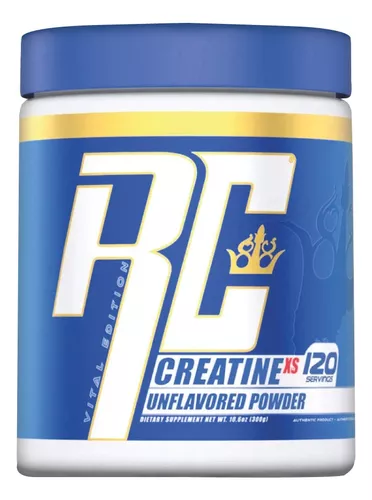 RC
VITAL EDITION
CREATINE XS
120
SERVINGS
UNFLAVORED POWDER
DIETARY SUPPLEMENT NET WT. 10.6oz (300g)
AUTHENTIC PRODUCT